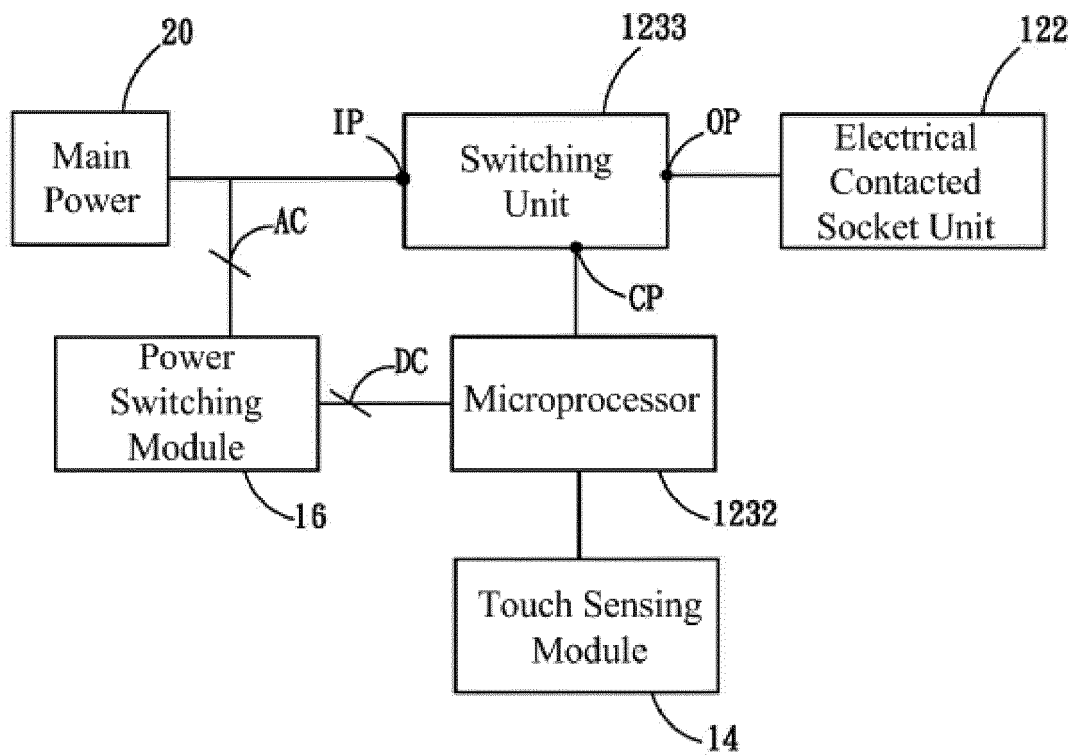 20
1233
122
Main
Power
IP
Switching
Unit
OP
Electrical
Contacted
Socket Unit
AC
CP
Power
Switching
Module
DC
Microprocessor
16
1232
Touch Sensing
Module
14